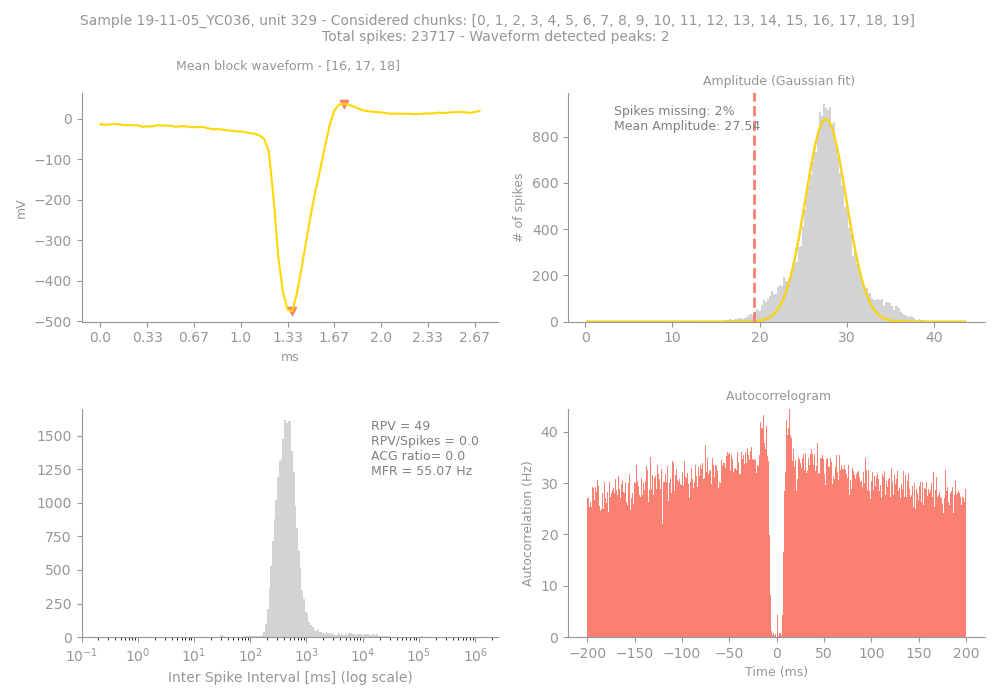 Sample 19-11-05_YC036, unit 329 - Considered chunks: [0, 1, 2, 3, 4, 5, 6, 7, 8, 9, 10, 11, 12, 13, 14, 15, 16, 17, 18, 19]
Total spikes: 23717 - Waveform detected peaks: 2
Mean block waveform - [16, 17, 18]
0
−100
−200
−300
−400
−500
mV
0.0 0.33 0.67 1.0 1.33 1.67 2.0 2.33 2.67
ms
Amplitude (Gaussian fit)
Spikes missing: 2%
Mean Amplitude: 27.54
800
600
400
200
0
# of spikes
0 10 20 30 40
RPV = 49
RPV/Spikes = 0.0
ACG ratio= 0.0
MFR = 55.07 Hz
1500
1250
1000
750
500
250
0
10⁻¹ 10⁰ 10¹ 10² 10³ 10⁴ 10⁵ 10⁶
Inter Spike Interval [ms] (log scale)
Autocorrelogram
40
30
20
10
0
Autocorrelation (Hz)
−200 −150 −100 −50 0 50 100 150 200
Time (ms)